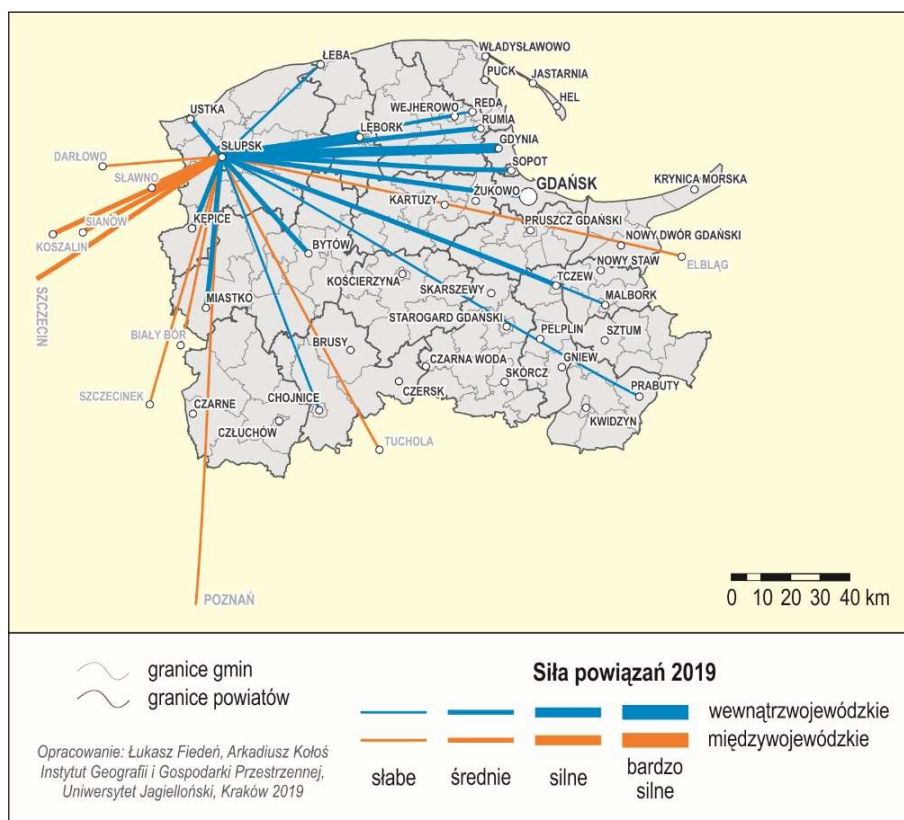 ŁEBA
WŁADYSŁAWOWO
PUCK
JASTARNIA
HEL
USTKA
WEJHEROWO
REDA
RUMIA
LĘBORK
GDYNIA
SŁUPSK
SOPOT
DARŁOWO
SŁAWNO
ŻUKOWO
GDAŃSK
KRYNICA MORSKA
KARTUZY
PRUSZCZ GDAŃSKI
SIANÓW
KĘPICE
KOSZALIN
BYTÓW
NOWY DWÓR GDAŃSKI
NOWY STAW
ELBLĄG
SZCZECIN
KOŚCIERZYNA
SKARSZEWY
TCZEW
MALBORK
MIASTKO
STAROGARD GDAŃSKI
PELPLIN
SZTUM
BIAŁY BÓR
BRUSY
CZARNA WODA
GNIEW
SKÓRCZ
PRABUTY
SZCZECINEK
CZARNE
CHOJNICE
CZERSK
KWIDZYN
CZŁUCHÓW
TUCHOLA
POZNAŃ
0 10 20 30 40 km
granice gmin
granice powiatów
Siła powiązań 2019
wewnątrzwojewódzkie
międzywojewódzkie
słabe średnie silne bardzo
silne
Opracowanie: Łukasz Fiedeń, Arkadiusz Kołoś
Instytut Geografii i Gospodarki Przestrzennej,
Uniwersytet Jagielloński, Kraków 2019